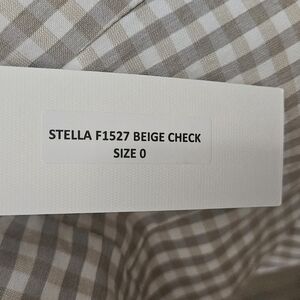 STELLA F1527 BEIGE CHECK
SIZE 0